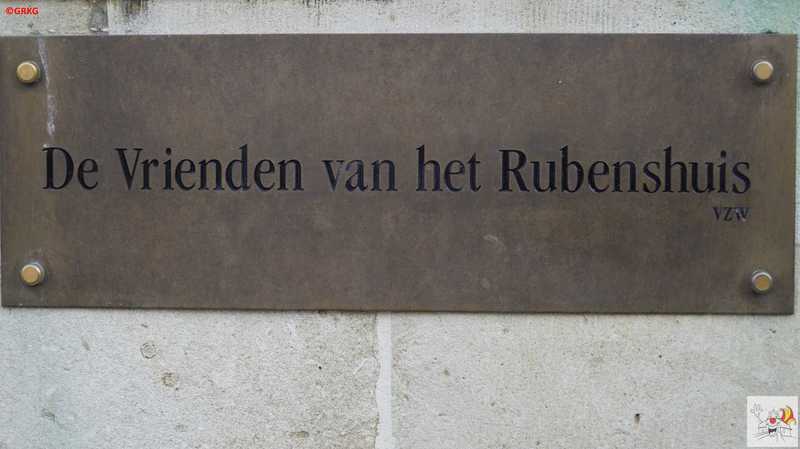 ©GRKG
De Vrienden van het Rubenshuis
VZW